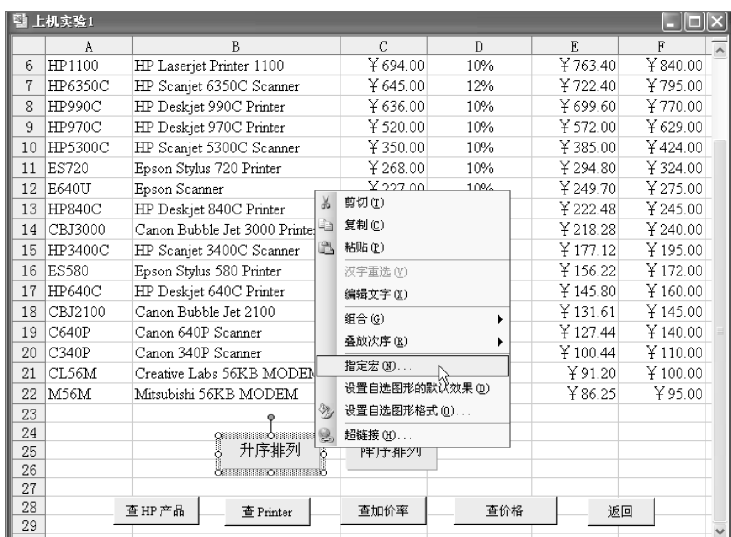 上机实验1
A B C D E F
6 HP1100 HP Laserjet Printer 1100 ￥694.00 10% ￥763.40 ￥840.00
7 HP6350C HP Scanjet 6350C Scanner ￥645.00 12% ￥722.40 ￥795.00
8 HP990C HP Deskjet 990C Printer ￥636.00 10% ￥699.60 ￥770.00
9 HP970C HP Deskjet 970C Printer ￥520.00 10% ￥572.00 ￥629.00
10 HP5300C HP Scanjet 5300C Scanner ￥350.00 10% ￥385.00 ￥424.00
11 ES720 Epson Stylus 720 Printer ￥268.00 10% ￥294.80 ￥324.00
12 E640U Epson Scanner ￥227.00 10% ￥249.70 ￥275.00
13 HP840C HP Deskjet 840C Printer ￥222.48 ￥245.00
14 CBJ3000 Canon Bubble Jet 3000 Printe ￥218.28 ￥240.00
15 HP3400C HP Scanjet 3400C Scanner ￥177.12 ￥195.00
16 ES580 Epson Stylus 580 Printer ￥156.22 ￥172.00
17 HP640C HP Deskjet 640C Printer ￥145.80 ￥160.00
18 CBJ2100 Canon Bubble Jet 2100 ￥131.61 ￥145.00
19 C640P Canon 640P Scanner ￥127.44 ￥140.00
20 C340P Canon 340P Scanner ￥100.44 ￥110.00
21 CL56M Creative Labs 56KB MODEM ￥91.20 ￥100.00
22 M56M Mitsubishi 56KB MODEM ￥86.25 ￥95.00
23
24
25
26
27
28
29
剪切(T)
复制(C)
粘贴(P)
汉字重选(V)
编辑文字(X)
组合(G)
叠放次序(R)
指定宏(N)...
设置自选图形的默认效果(D)
设置自选图形格式(O)...
超链接(H)...
升序排列 降序排列
查HP产品 查Printer 查加价率 查价格 返回